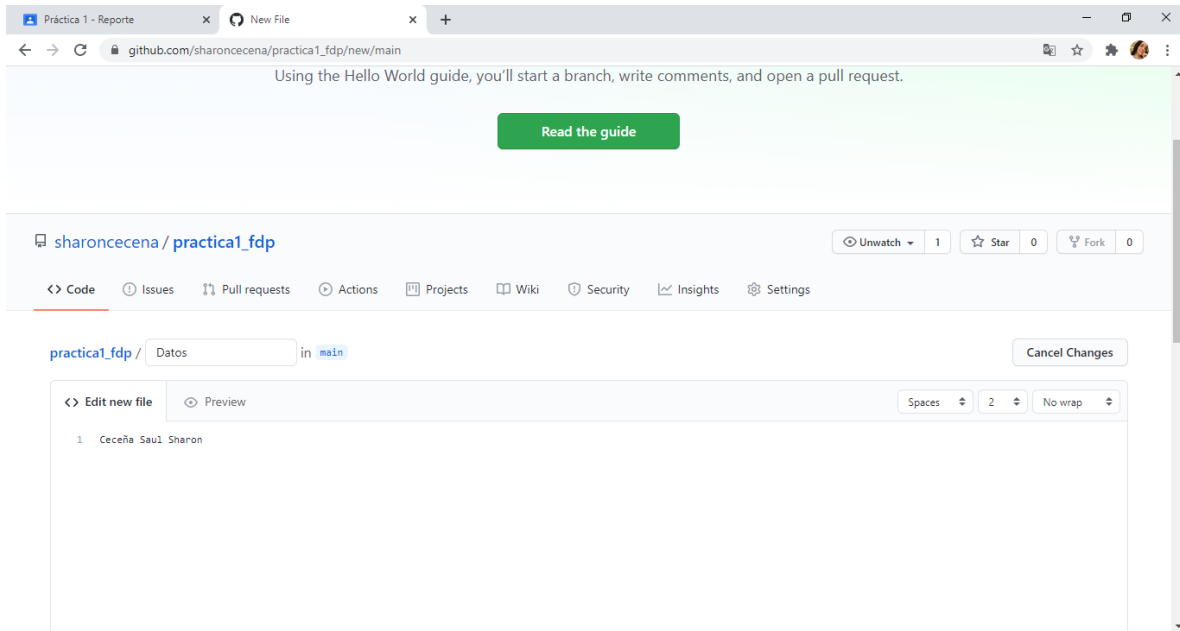 Práctica 1 - Reporte
New File
github.com/sharoncecena/practica1_fdp/new/main
Using the Hello World guide, you'll start a branch, write comments, and open a pull request.
Read the guide
sharoncecena / practica1_fdp
Unwatch 1 Star 0 Fork 0
Code Issues Pull requests Actions Projects Wiki Security Insights Settings
practica1_fdp / Datos in main Cancel Changes
Edit new file Preview Spaces 2 No wrap
1 Ceceña Saul Sharon